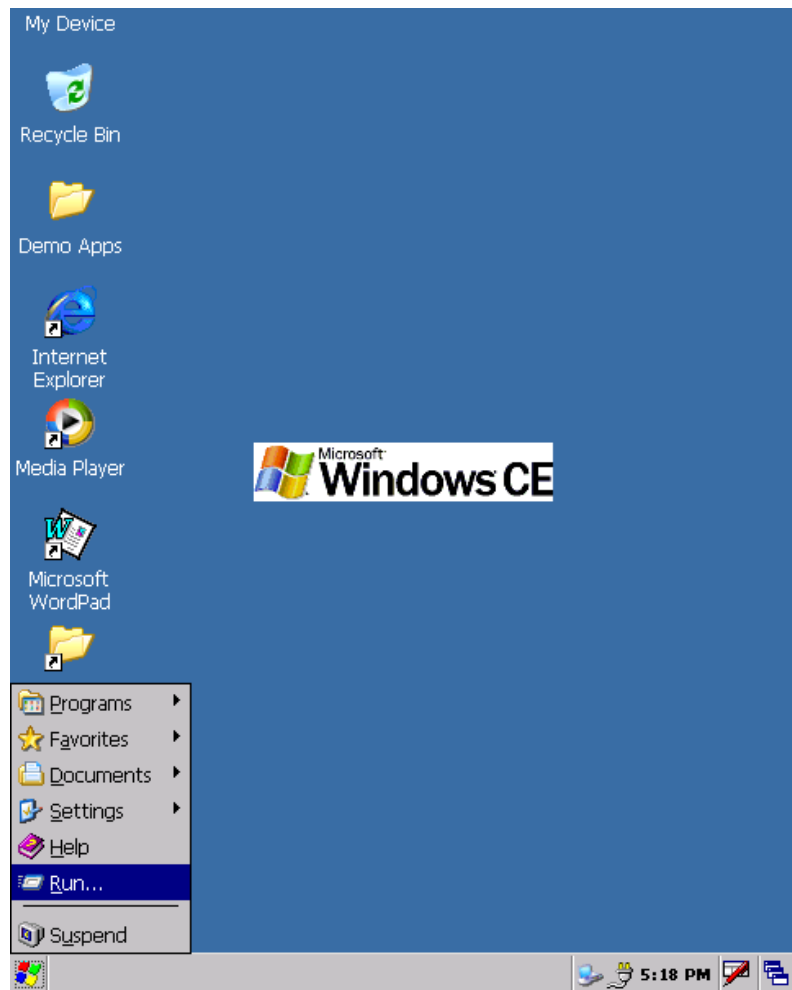 My Device
Recycle Bin
Demo Apps
Internet
Explorer
Media Player
Microsoft
Windows CE
Microsoft
WordPad
Programs
Favorites
Documents
Settings
Help
Run...
Suspend
5:18 PM